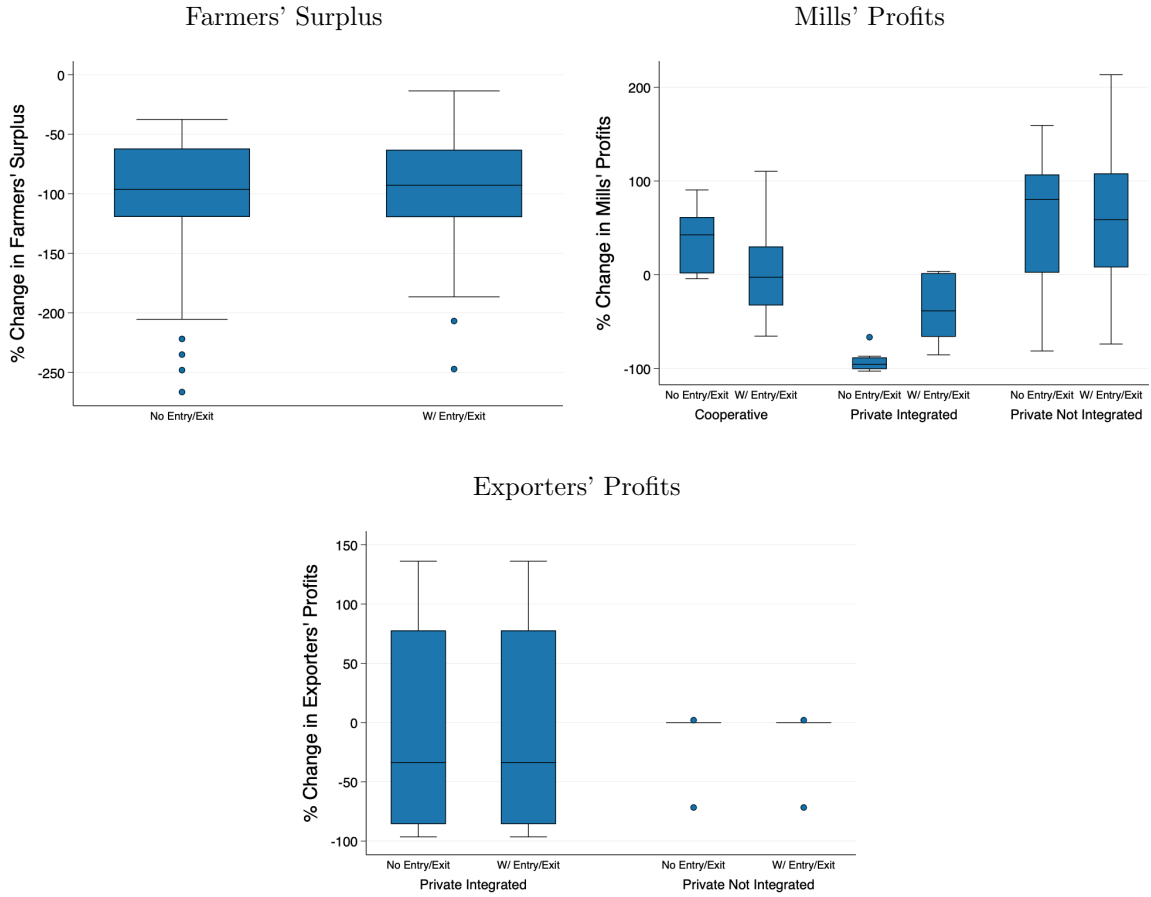 Farmers' Surplus
% Change in Farmers' Surplus
0
-50
-100
-150
-200
-250
No Entry/Exit W/ Entry/Exit
Mills' Profits
% Change in Mills' Profits
200
100
0
-100
No Entry/Exit W/ Entry/Exit No Entry/Exit W/ Entry/Exit No Entry/Exit W/ Entry/Exit
Cooperative Private Integrated Private Not Integrated
Exporters' Profits
% Change in Exporters' Profits
150
100
50
0
-50
-100
No Entry/Exit W/ Entry/Exit No Entry/Exit W/ Entry/Exit
Private Integrated Private Not Integrated